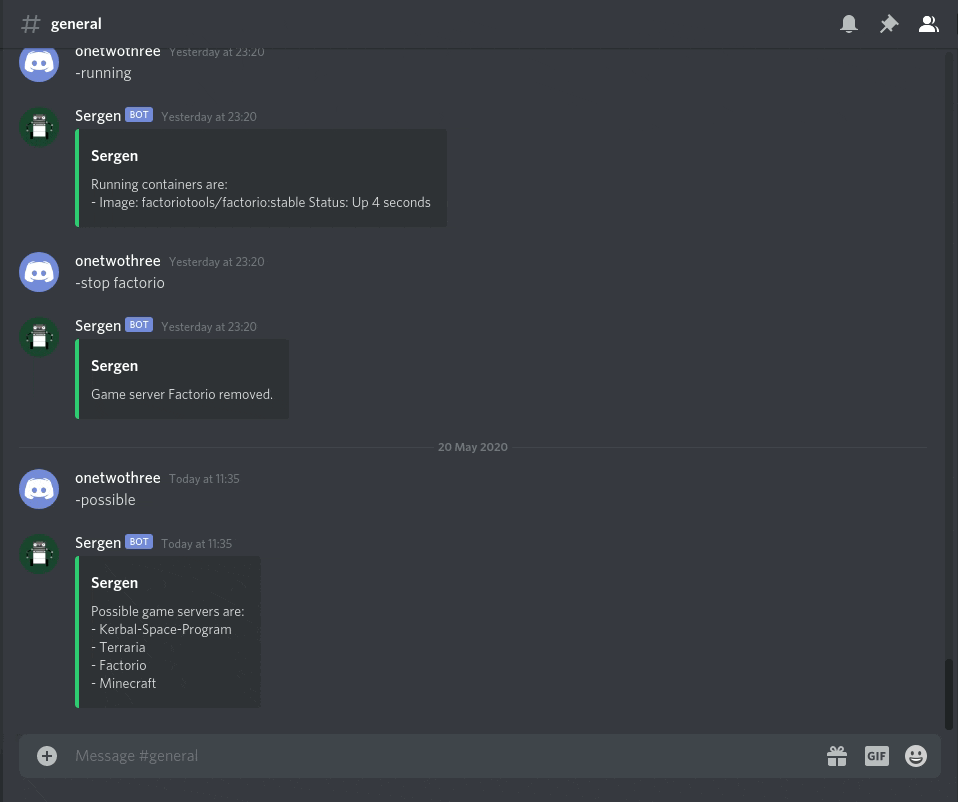 general
onetwothree Yesterday at 23:20
-running
Sergen BOT Yesterday at 23:20
Sergen
Running containers are:
- Image: factoriotools/factorio:stable Status: Up 4 seconds
onetwothree Yesterday at 23:20
-stop factorio
Sergen BOT Yesterday at 23:20
Sergen
Game server Factorio removed.
20 May 2020
onetwothree Today at 11:35
-possible
Sergen BOT Today at 11:35
Sergen
Possible game servers are:
- Kerbal-Space-Program
- Terraria
- Factorio
- Minecraft
Message #general
GIF